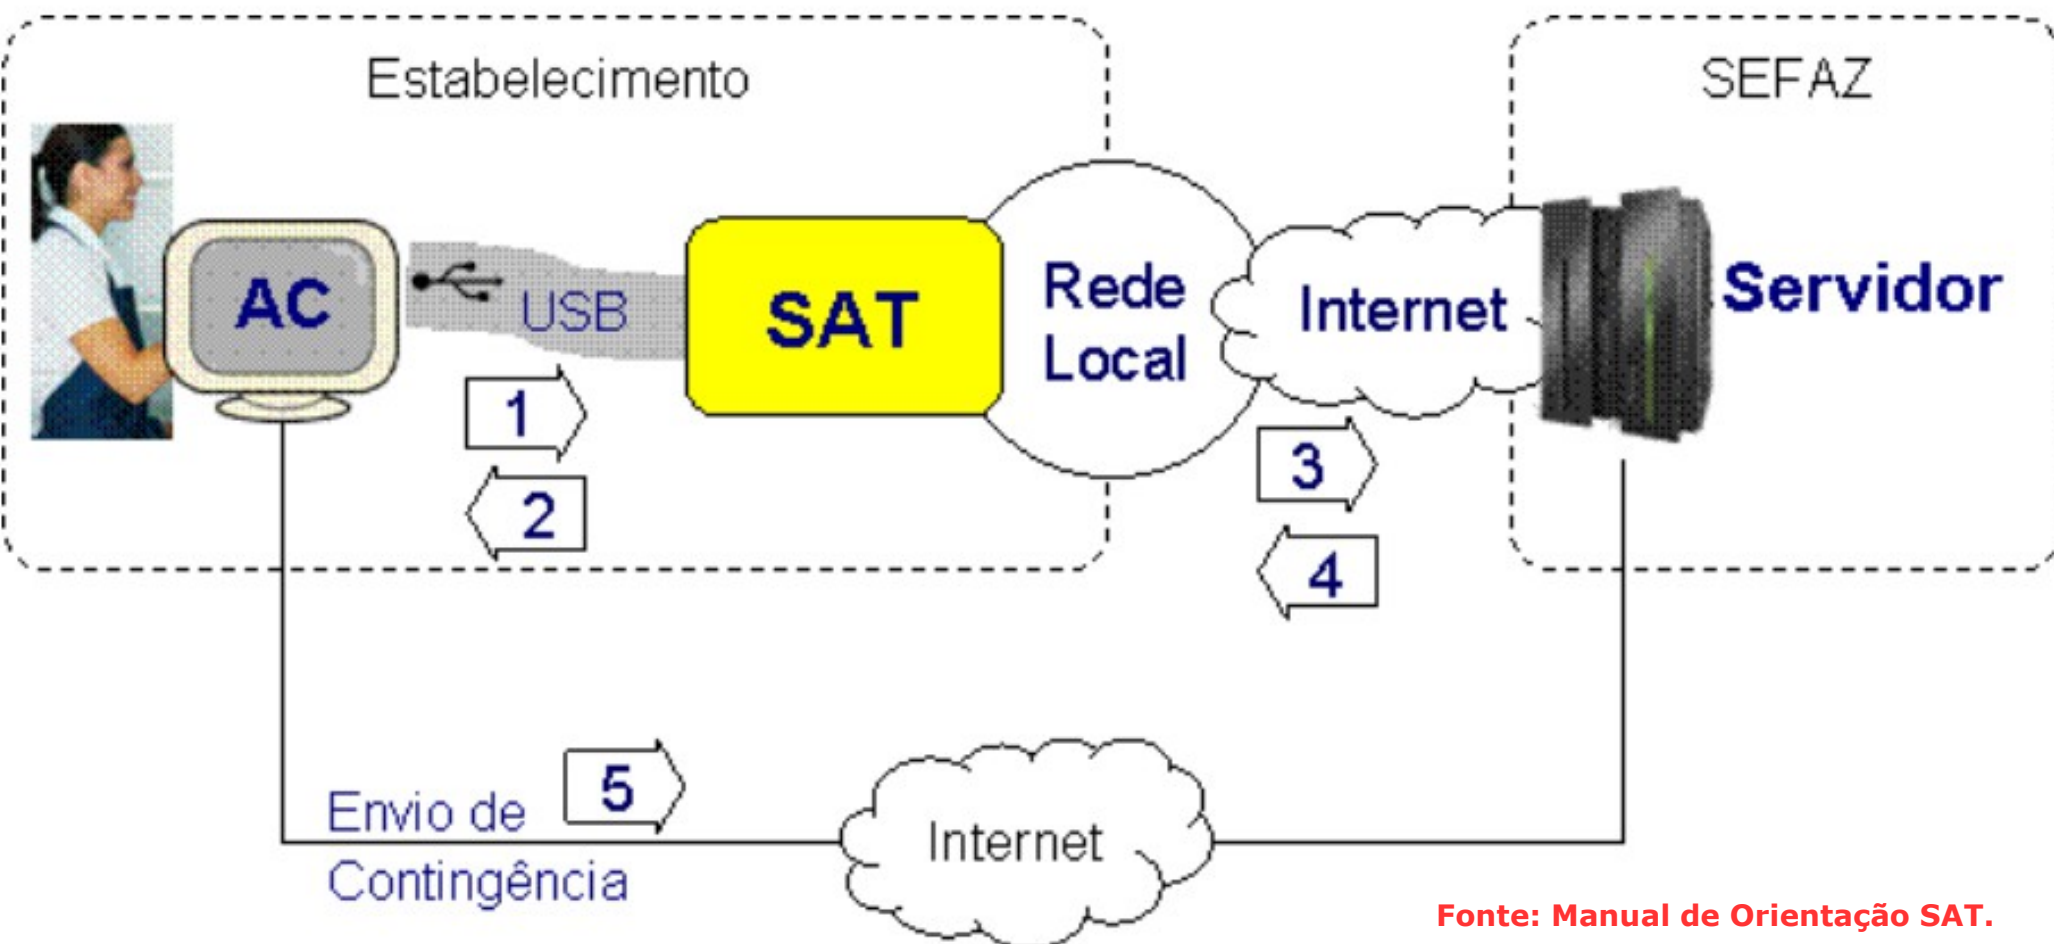 Estabelecimento
SEFAZ
AC
USB
SAT
Rede
Local
Internet
Servidor
1
2
3
4
5
Envio de
Contingência
Internet
Fonte: Manual de Orientação SAT.